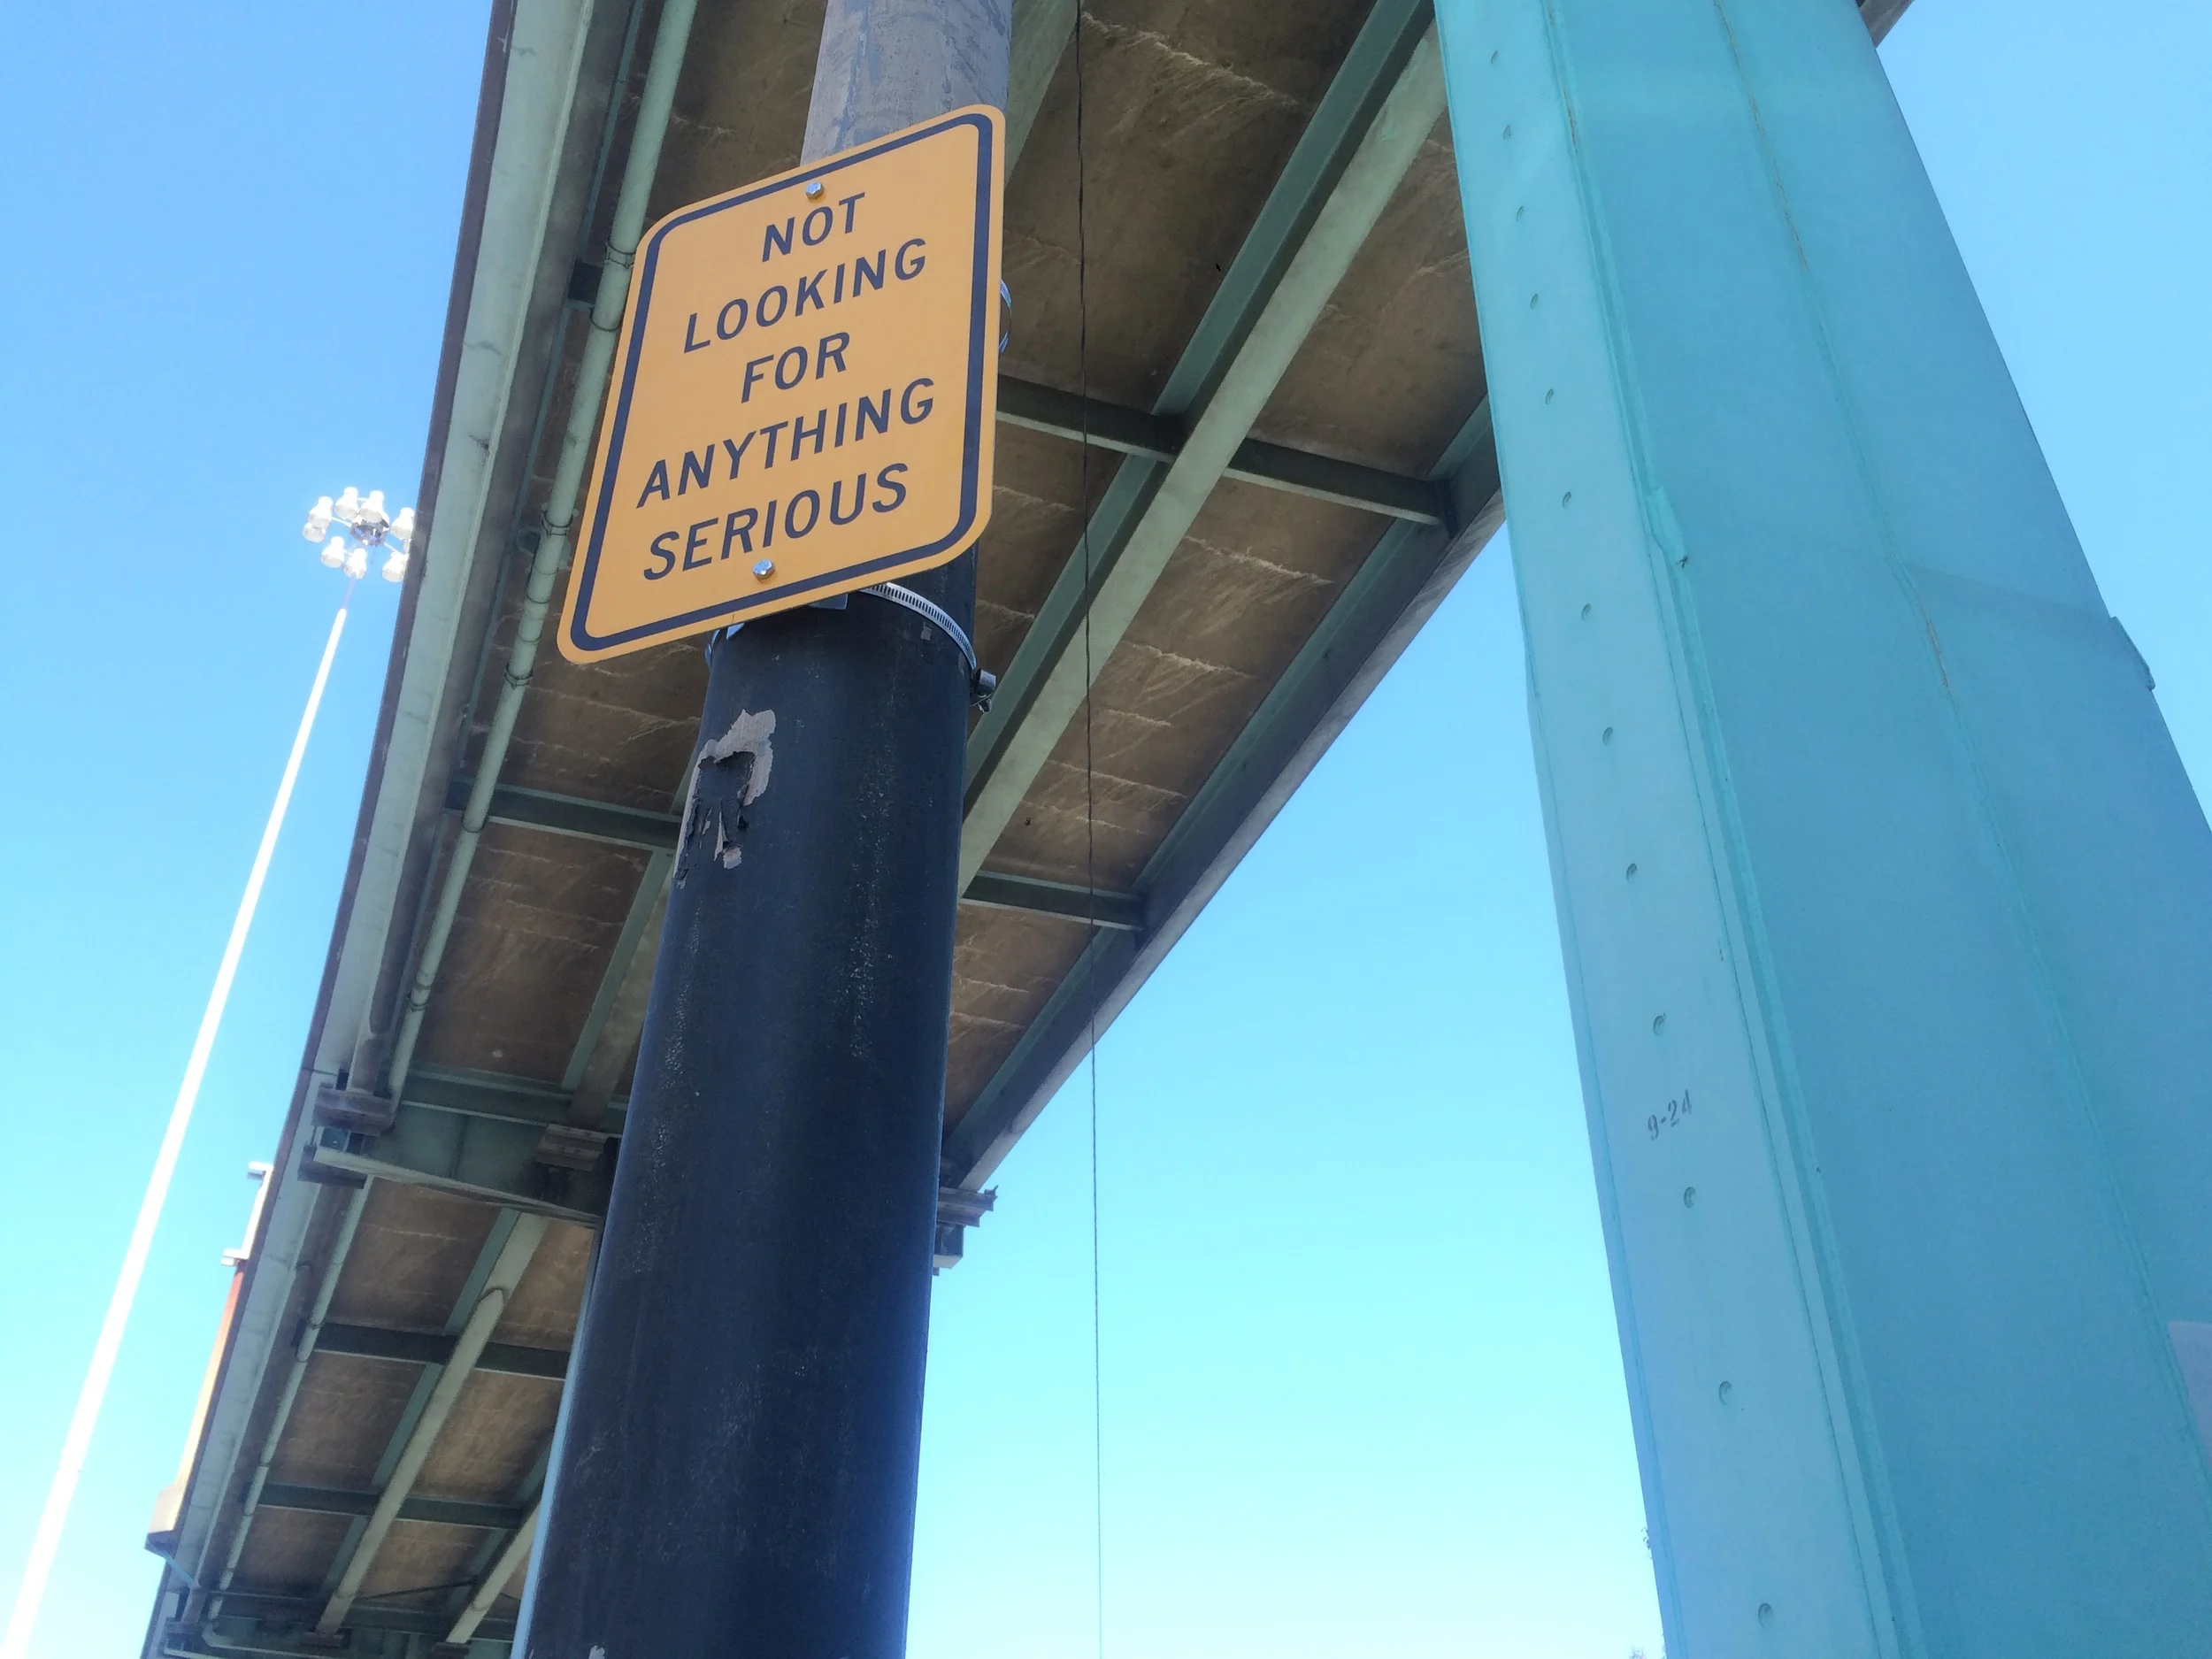 NOT
LOOKING
FOR
ANYTHING
SERIOUS
9-24